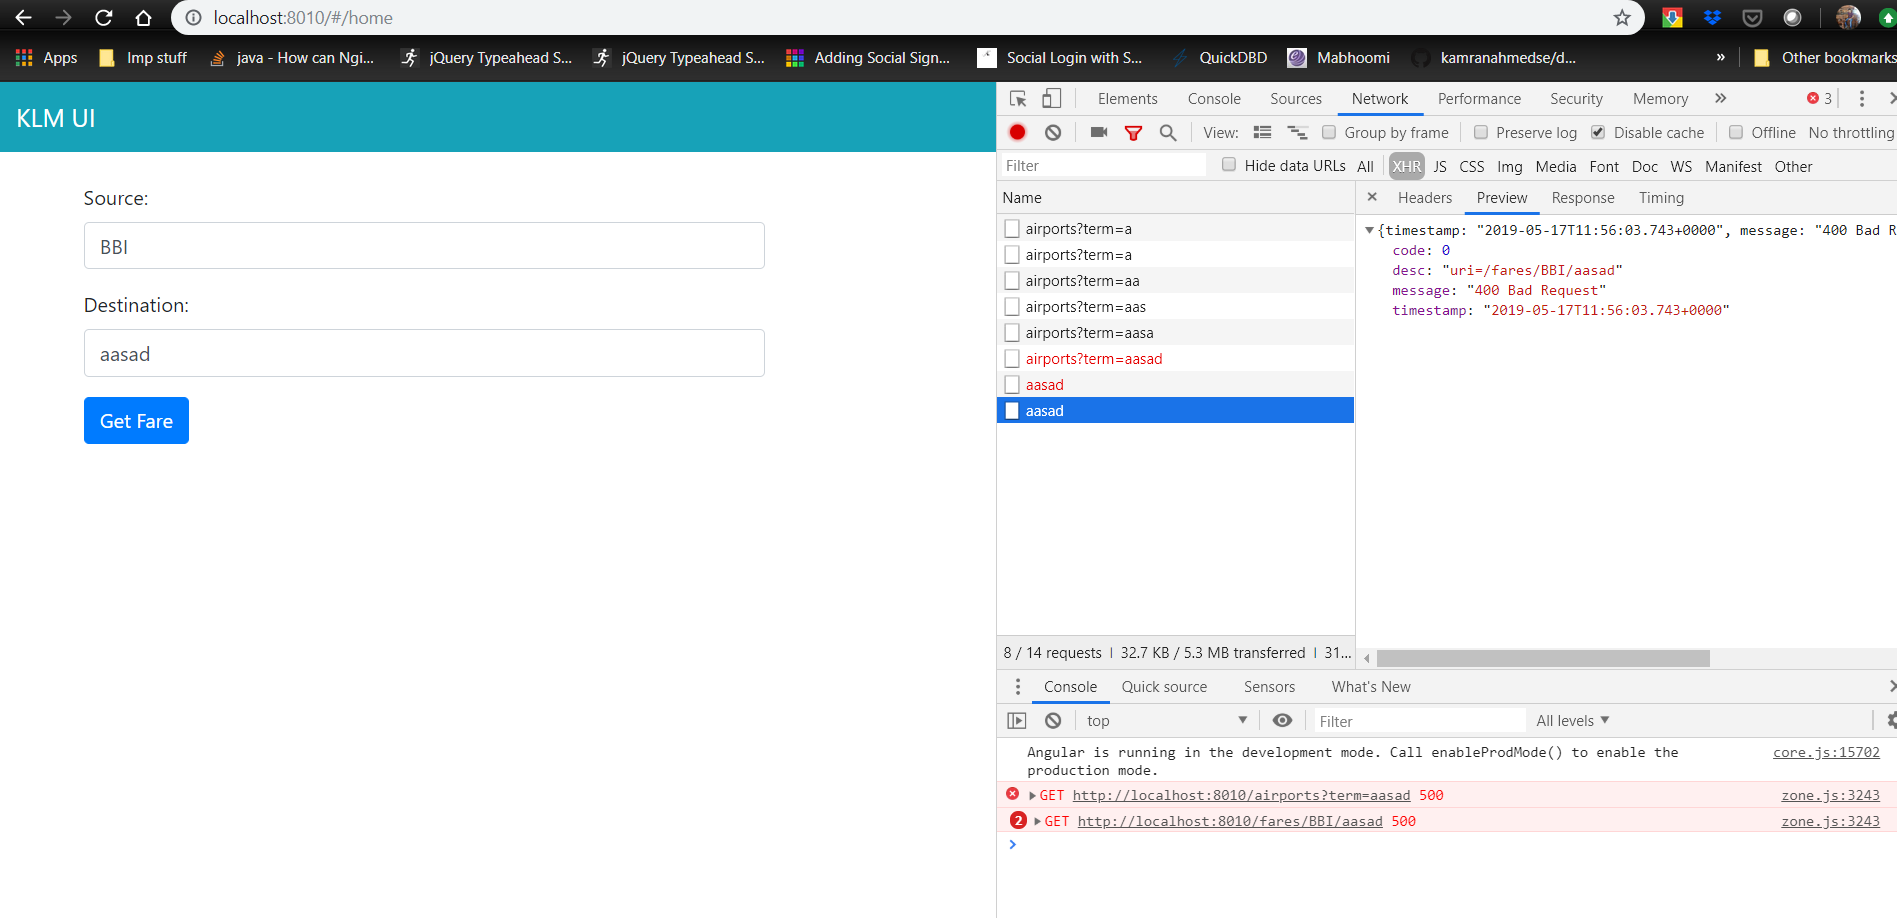 localhost:8010/#/home
Apps Imp stuff java - How can Ngi... jQuery Typeahead S... jQuery Typeahead S... Adding Social Sign... Social Login with S... QuickDBD Mabhoomi kamranahmedse/d... » Other bookmarks
KLM UI
Source:
BBI
Destination:
aasad
Get Fare
Elements Console Sources Network Performance Security Memory » 3
View: Group by frame Preserve log Disable cache Offline No throttling
Filter Hide data URLs All XHR JS CSS Img Media Font Doc WS Manifest Other
Name
airports?term=a
airports?term=a
airports?term=aa
airports?term=aas
airports?term=aasa
airports?term=aasad
aasad
aasad
8 / 14 requests | 32.7 KB / 5.3 MB transferred | 31...
Headers Preview Response Timing
{timestamp: "2019-05-17T11:56:03.743+0000", message: "400 Bad R
code: 0
desc: "uri=/fares/BBI/aasad"
message: "400 Bad Request"
timestamp: "2019-05-17T11:56:03.743+0000"
Console Quick source Sensors What's New
top Filter All levels
Angular is running in the development mode. Call enableProdMode() to enable the core.js:15702
production mode.
GET http://localhost:8010/airports?term=aasad 500 zone.js:3243
2 GET http://localhost:8010/fares/BBI/aasad 500 zone.js:3243